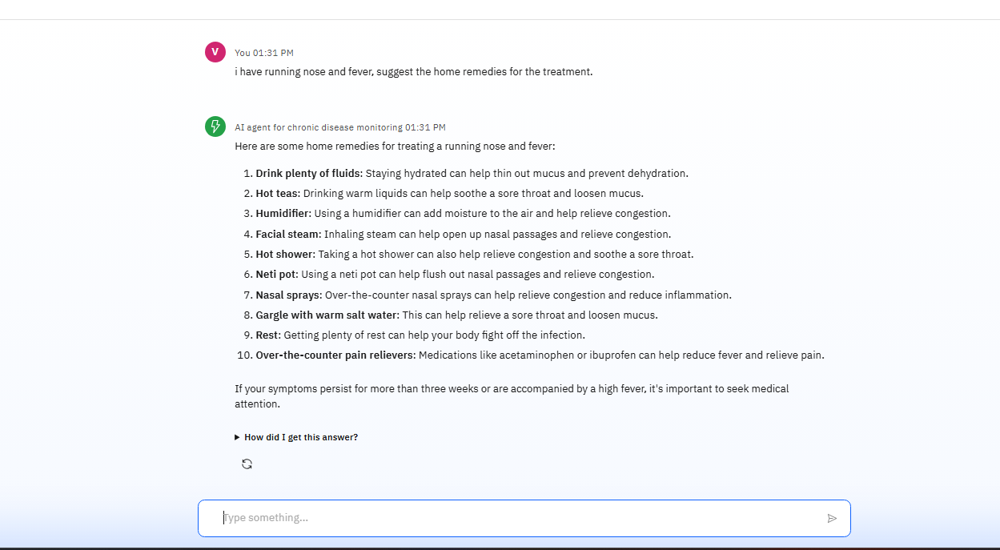 V
You 01:31 PM
i have running nose and fever, suggest the home remedies for the treatment.
AI agent for chronic disease monitoring 01:31 PM
Here are some home remedies for treating a running nose and fever:
1. Drink plenty of fluids: Staying hydrated can help thin out mucus and prevent dehydration.
2. Hot teas: Drinking warm liquids can help soothe a sore throat and loosen mucus.
3. Humidifier: Using a humidifier can add moisture to the air and help relieve congestion.
4. Facial steam: Inhaling steam can help open up nasal passages and relieve congestion.
5. Hot shower: Taking a hot shower can also help relieve congestion and soothe a sore throat.
6. Neti pot: Using a neti pot can help flush out nasal passages and relieve congestion.
7. Nasal sprays: Over-the-counter nasal sprays can help relieve congestion and reduce inflammation.
8. Gargle with warm salt water: This can help relieve a sore throat and loosen mucus.
9. Rest: Getting plenty of rest can help your body fight off the infection.
10. Over-the-counter pain relievers: Medications like acetaminophen or ibuprofen can help reduce fever and relieve pain.
If your symptoms persist for more than three weeks or are accompanied by a high fever, it's important to seek medical
attention.
How did I get this answer?
Type something...